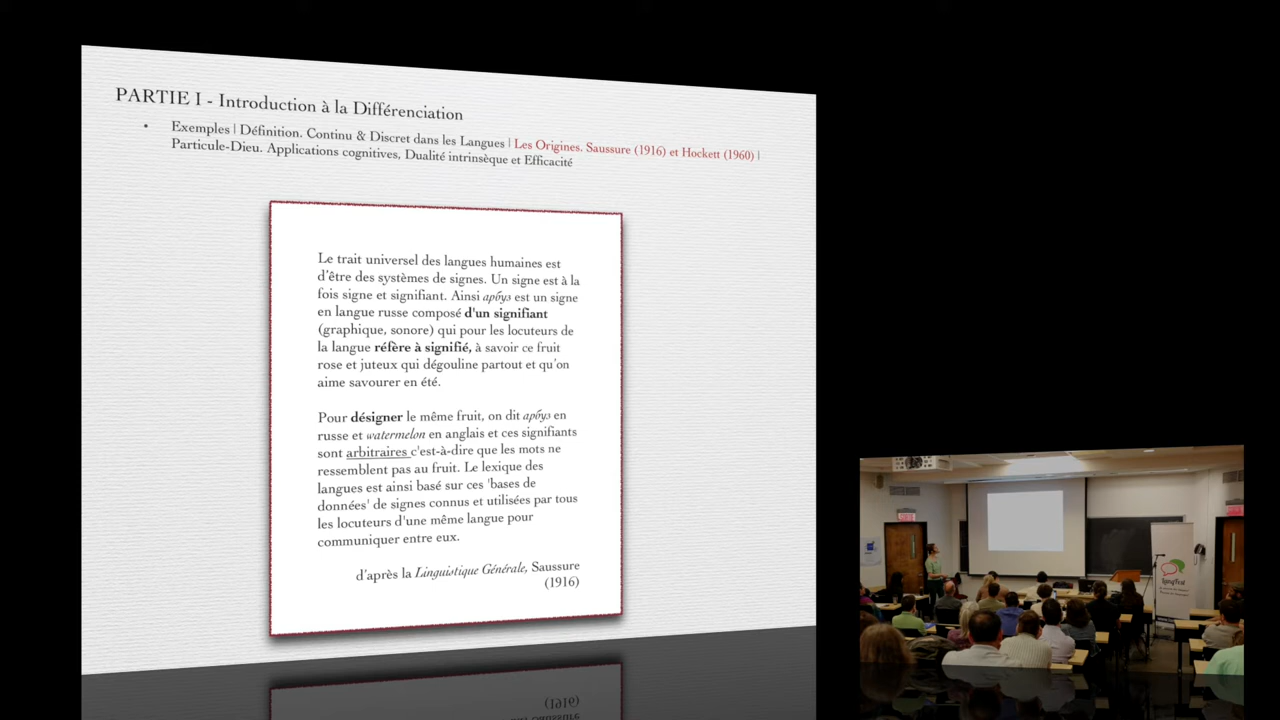 PARTIE I - Introduction à la Différenciation
• Exemples | Définition. Continu & Discret dans les Langues | Les Origines. Saussure (1916) et Hockett (1960) |
Particule-Dieu. Applications cognitives, Dualité intrinsèque et Efficacité
Le trait universel des langues humaines est
d'être des systèmes de signes. Un signe est à la
fois signe et signifiant. Ainsi арбуз est un signe
en langue russe composé d'un signifiant
(graphique, sonore) qui pour les locuteurs de
la langue réfère à signifié, à savoir ce fruit
rose et juteux qui dégouline partout et qu'on
aime savourer en été.
Pour désigner le même fruit, on dit арбуз en
russe et watermelon en anglais et ces signifiants
sont arbitraires c'est-à-dire que les mots ne
ressemblent pas au fruit. Le lexique des
langues est ainsi basé sur ces 'bases de
données' de signes connus et utilisées par tous
les locuteurs d'une même langue pour
communiquer entre eux.
d'après la Linguistique Générale, Saussure
(1916)
LangFest